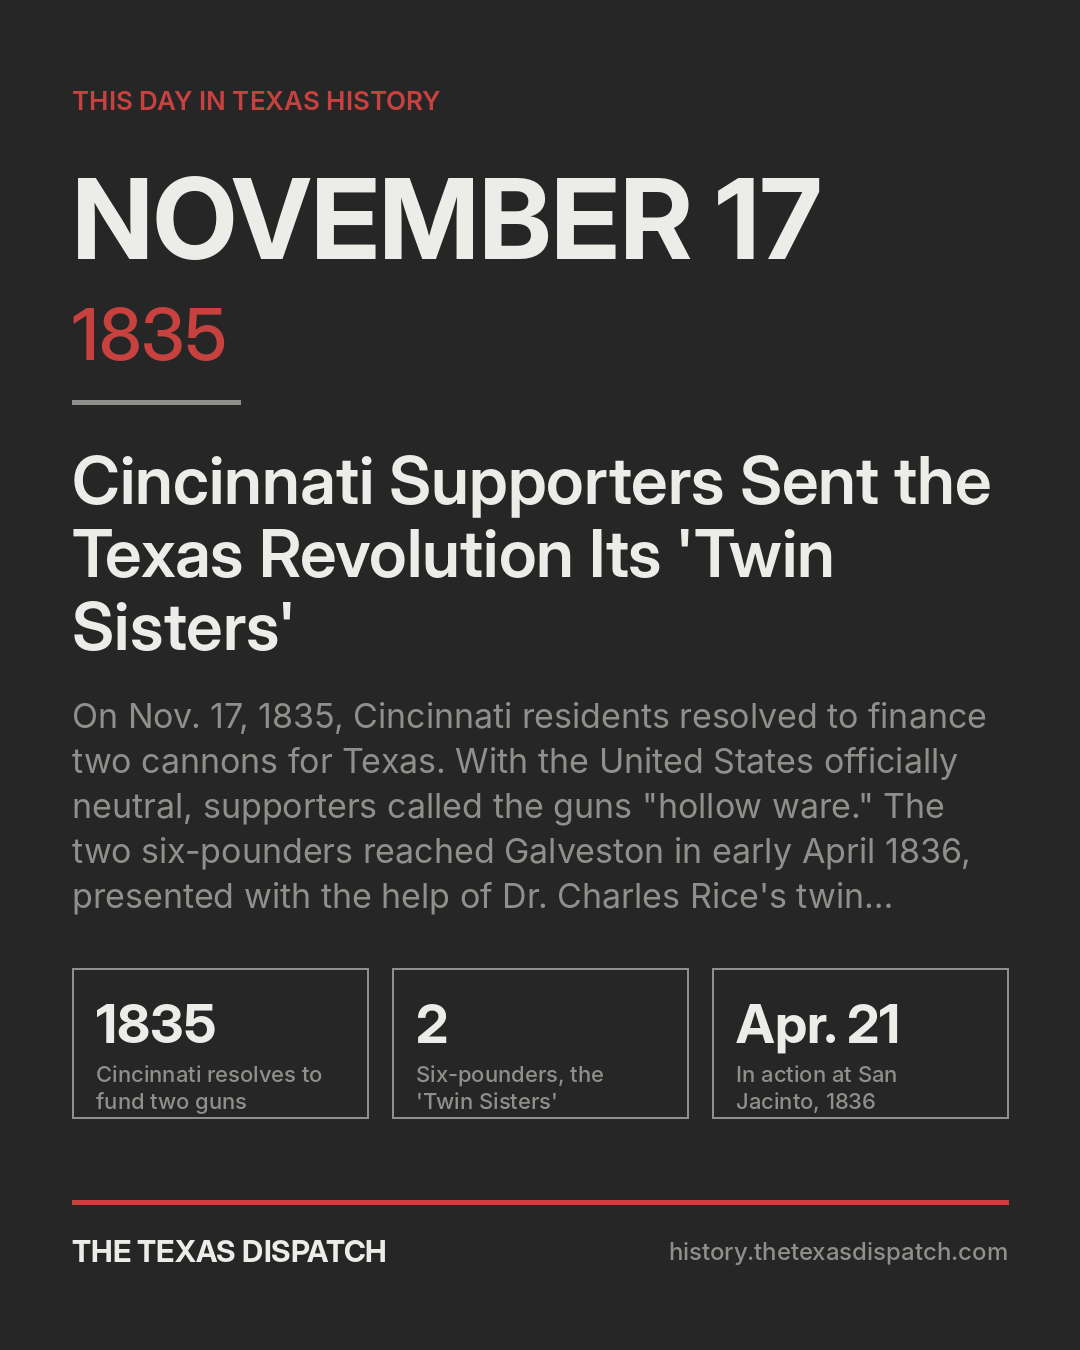 THIS DAY IN TEXAS HISTORY
NOVEMBER 17
1835
Cincinnati Supporters Sent the
Texas Revolution Its 'Twin
Sisters'
On Nov. 17, 1835, Cincinnati residents resolved to finance
two cannons for Texas. With the United States officially
neutral, supporters called the guns "hollow ware." The
two six-pounders reached Galveston in early April 1836,
presented with the help of Dr. Charles Rice's twin...
1835
Cincinnati resolves to
fund two guns
2
Six-pounders, the
'Twin Sisters'
Apr. 21
In action at San
Jacinto, 1836
THE TEXAS DISPATCH
history.thetexasdispatch.com